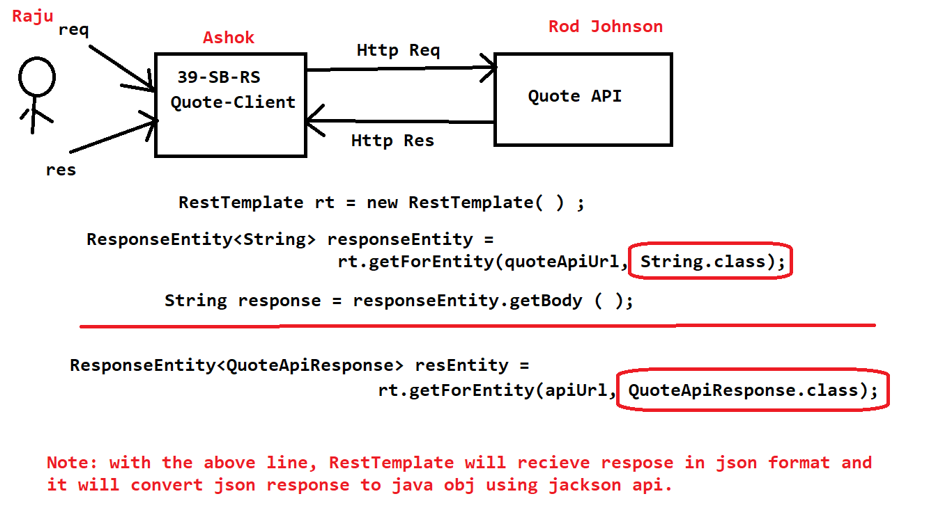 Raju
req
Ashok
Rod Johnson
Http Req
39-SB-RS
Quote-Client
Quote API
Http Res
res
RestTemplate rt = new RestTemplate( ) ;
ResponseEntity<String> responseEntity =
rt.getForEntity(quoteApiUrl, String.class);
String response = responseEntity.getBody ( );
ResponseEntity<QuoteApiResponse> resEntity =
rt.getForEntity(apiUrl, QuoteApiResponse.class);
Note: with the above line, RestTemplate will recieve respose in json format and
it will convert json response to java obj using jackson api.